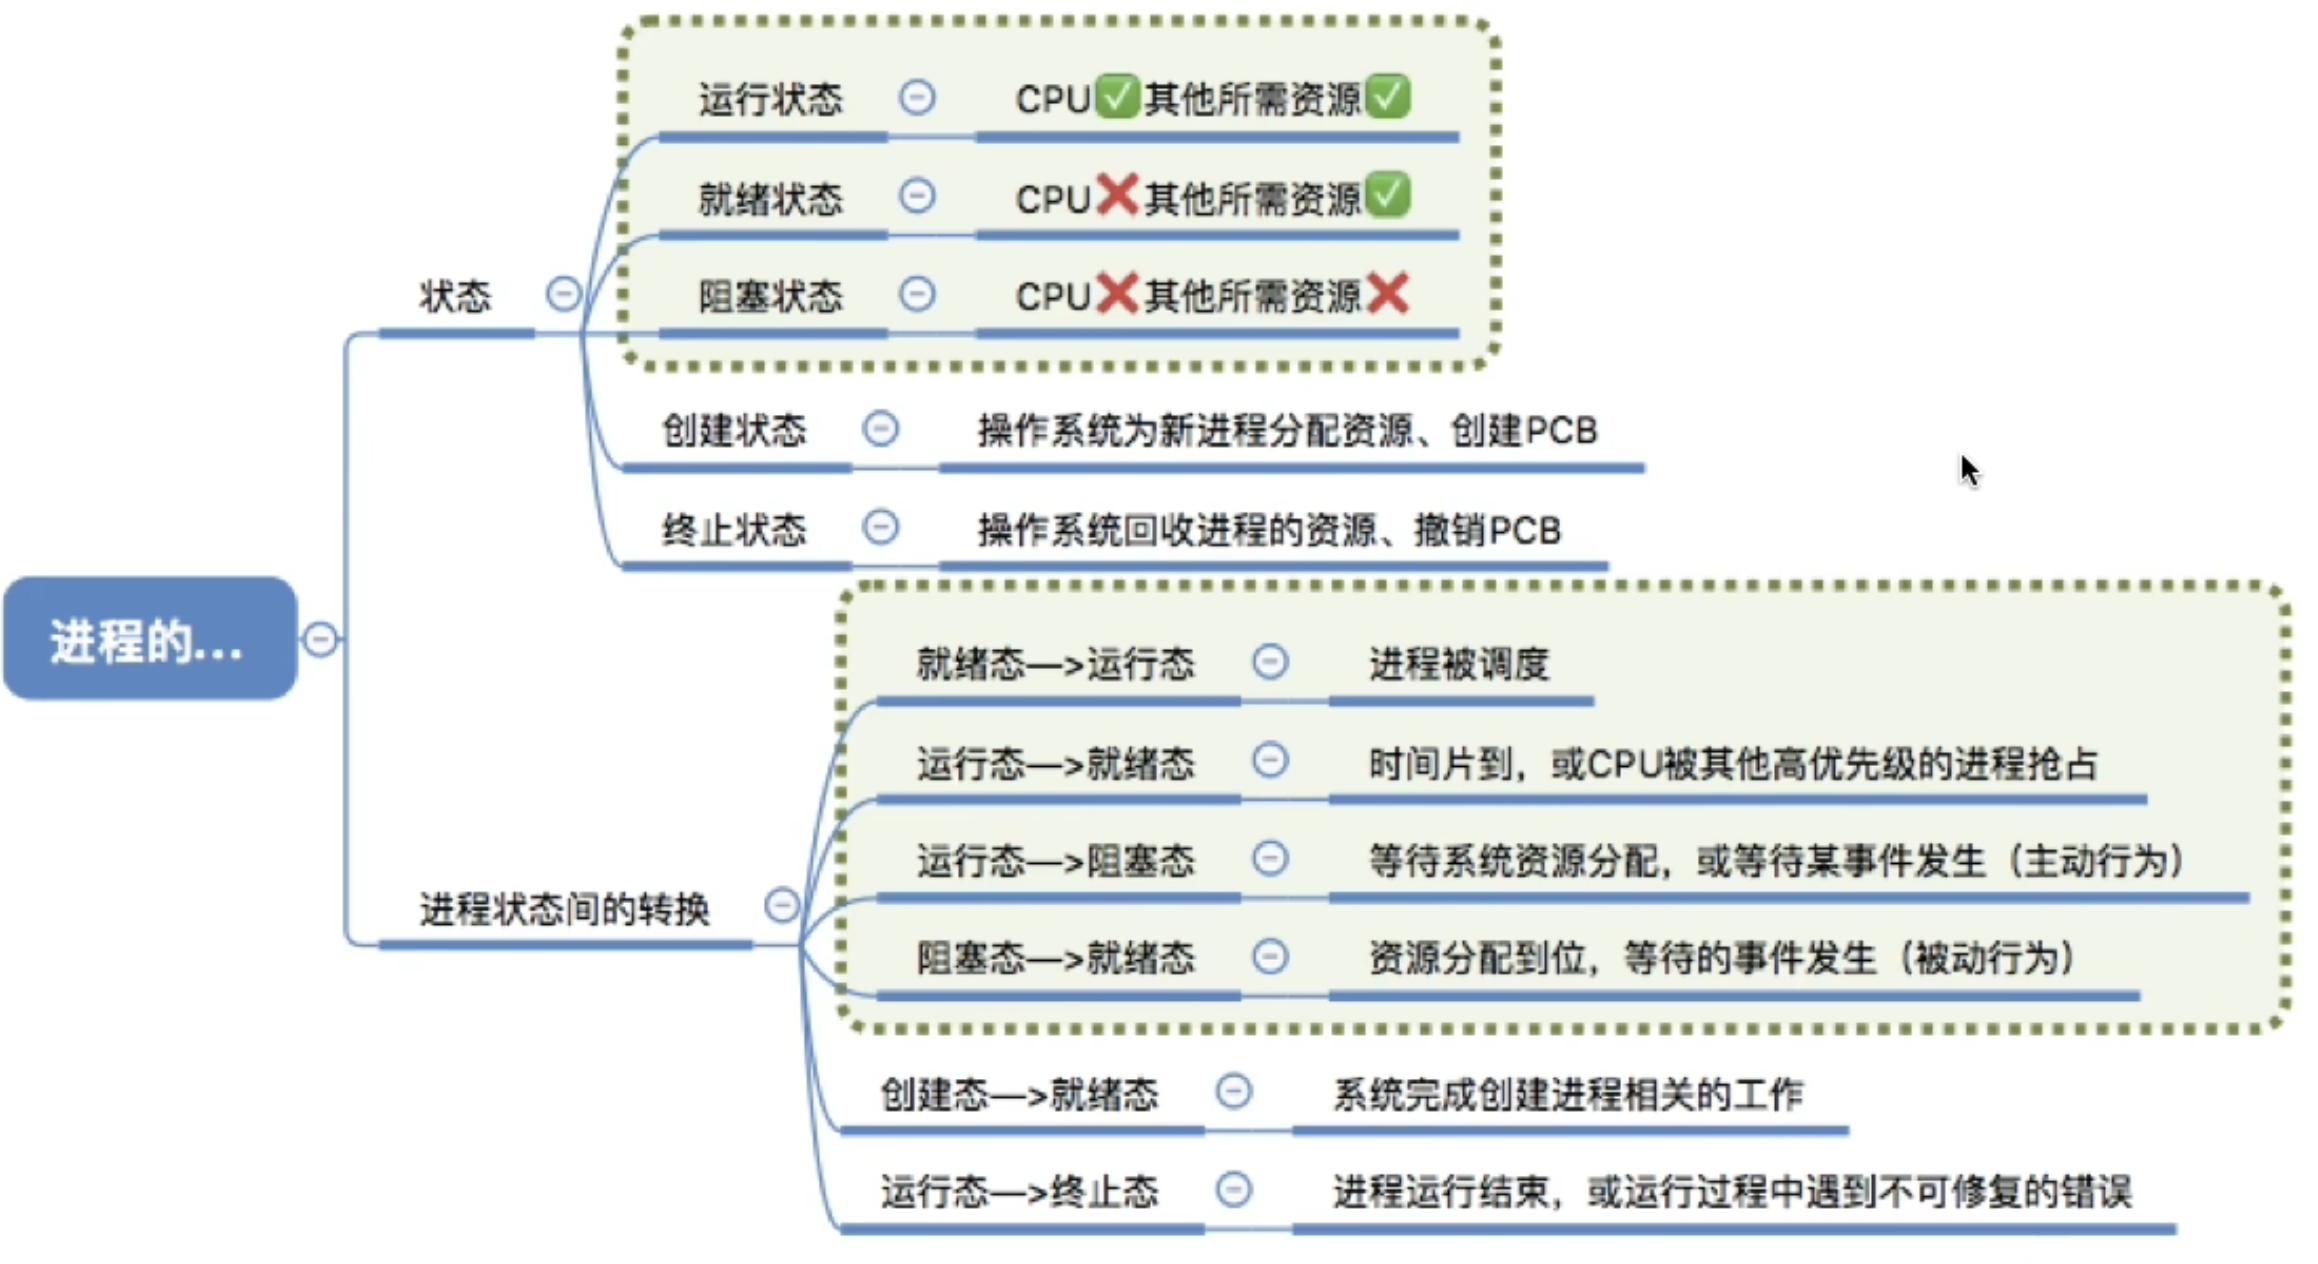 运行状态 CPU✅其他所需资源✅
就绪状态 CPU❌其他所需资源✅
状态
阻塞状态 CPU❌其他所需资源❌
创建状态 操作系统为新进程分配资源、创建PCB
终止状态 操作系统回收进程的资源、撤销PCB
进程的...
就绪态—>运行态 进程被调度
运行态—>就绪态 时间片到，或CPU被其他高优先级的进程抢占
运行态—>阻塞态 等待系统资源分配，或等待某事件发生（主动行为）
进程状态间的转换
阻塞态—>就绪态 资源分配到位，等待的事件发生（被动行为）
创建态—>就绪态 系统完成创建进程相关的工作
运行态—>终止态 进程运行结束，或运行过程中遇到不可修复的错误